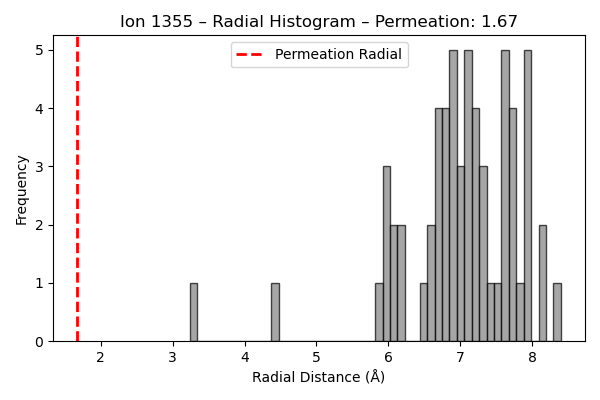 Ion 1355 – Radial Histogram – Permeation: 1.67
Permeation Radial
Frequency
5
4
3
2
1
0
2 3 4 5 6 7 8
Radial Distance (Å)